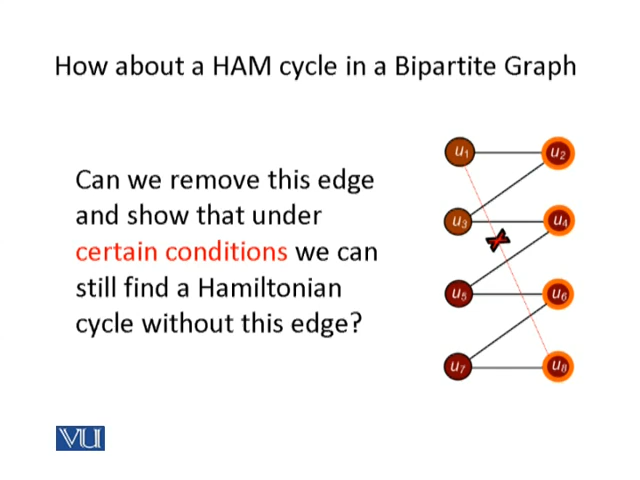 How about a HAM cycle in a Bipartite Graph
Can we remove this edge
and show that under
certain conditions we can
still find a Hamiltonian
cycle without this edge?
u1 u2
u3 u4
u5 u6
u7 u8
VU